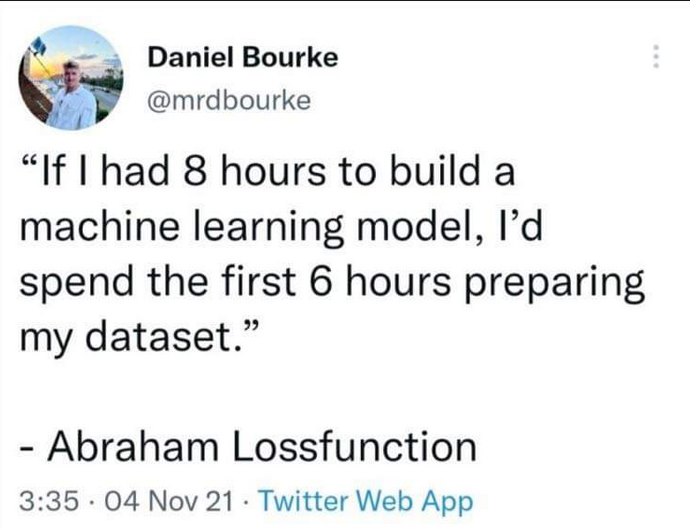 Daniel Bourke
@mrdbourke
“If I had 8 hours to build a
machine learning model, I’d
spend the first 6 hours preparing
my dataset.”
- Abraham Lossfunction
3:35 · 04 Nov 21 · Twitter Web App